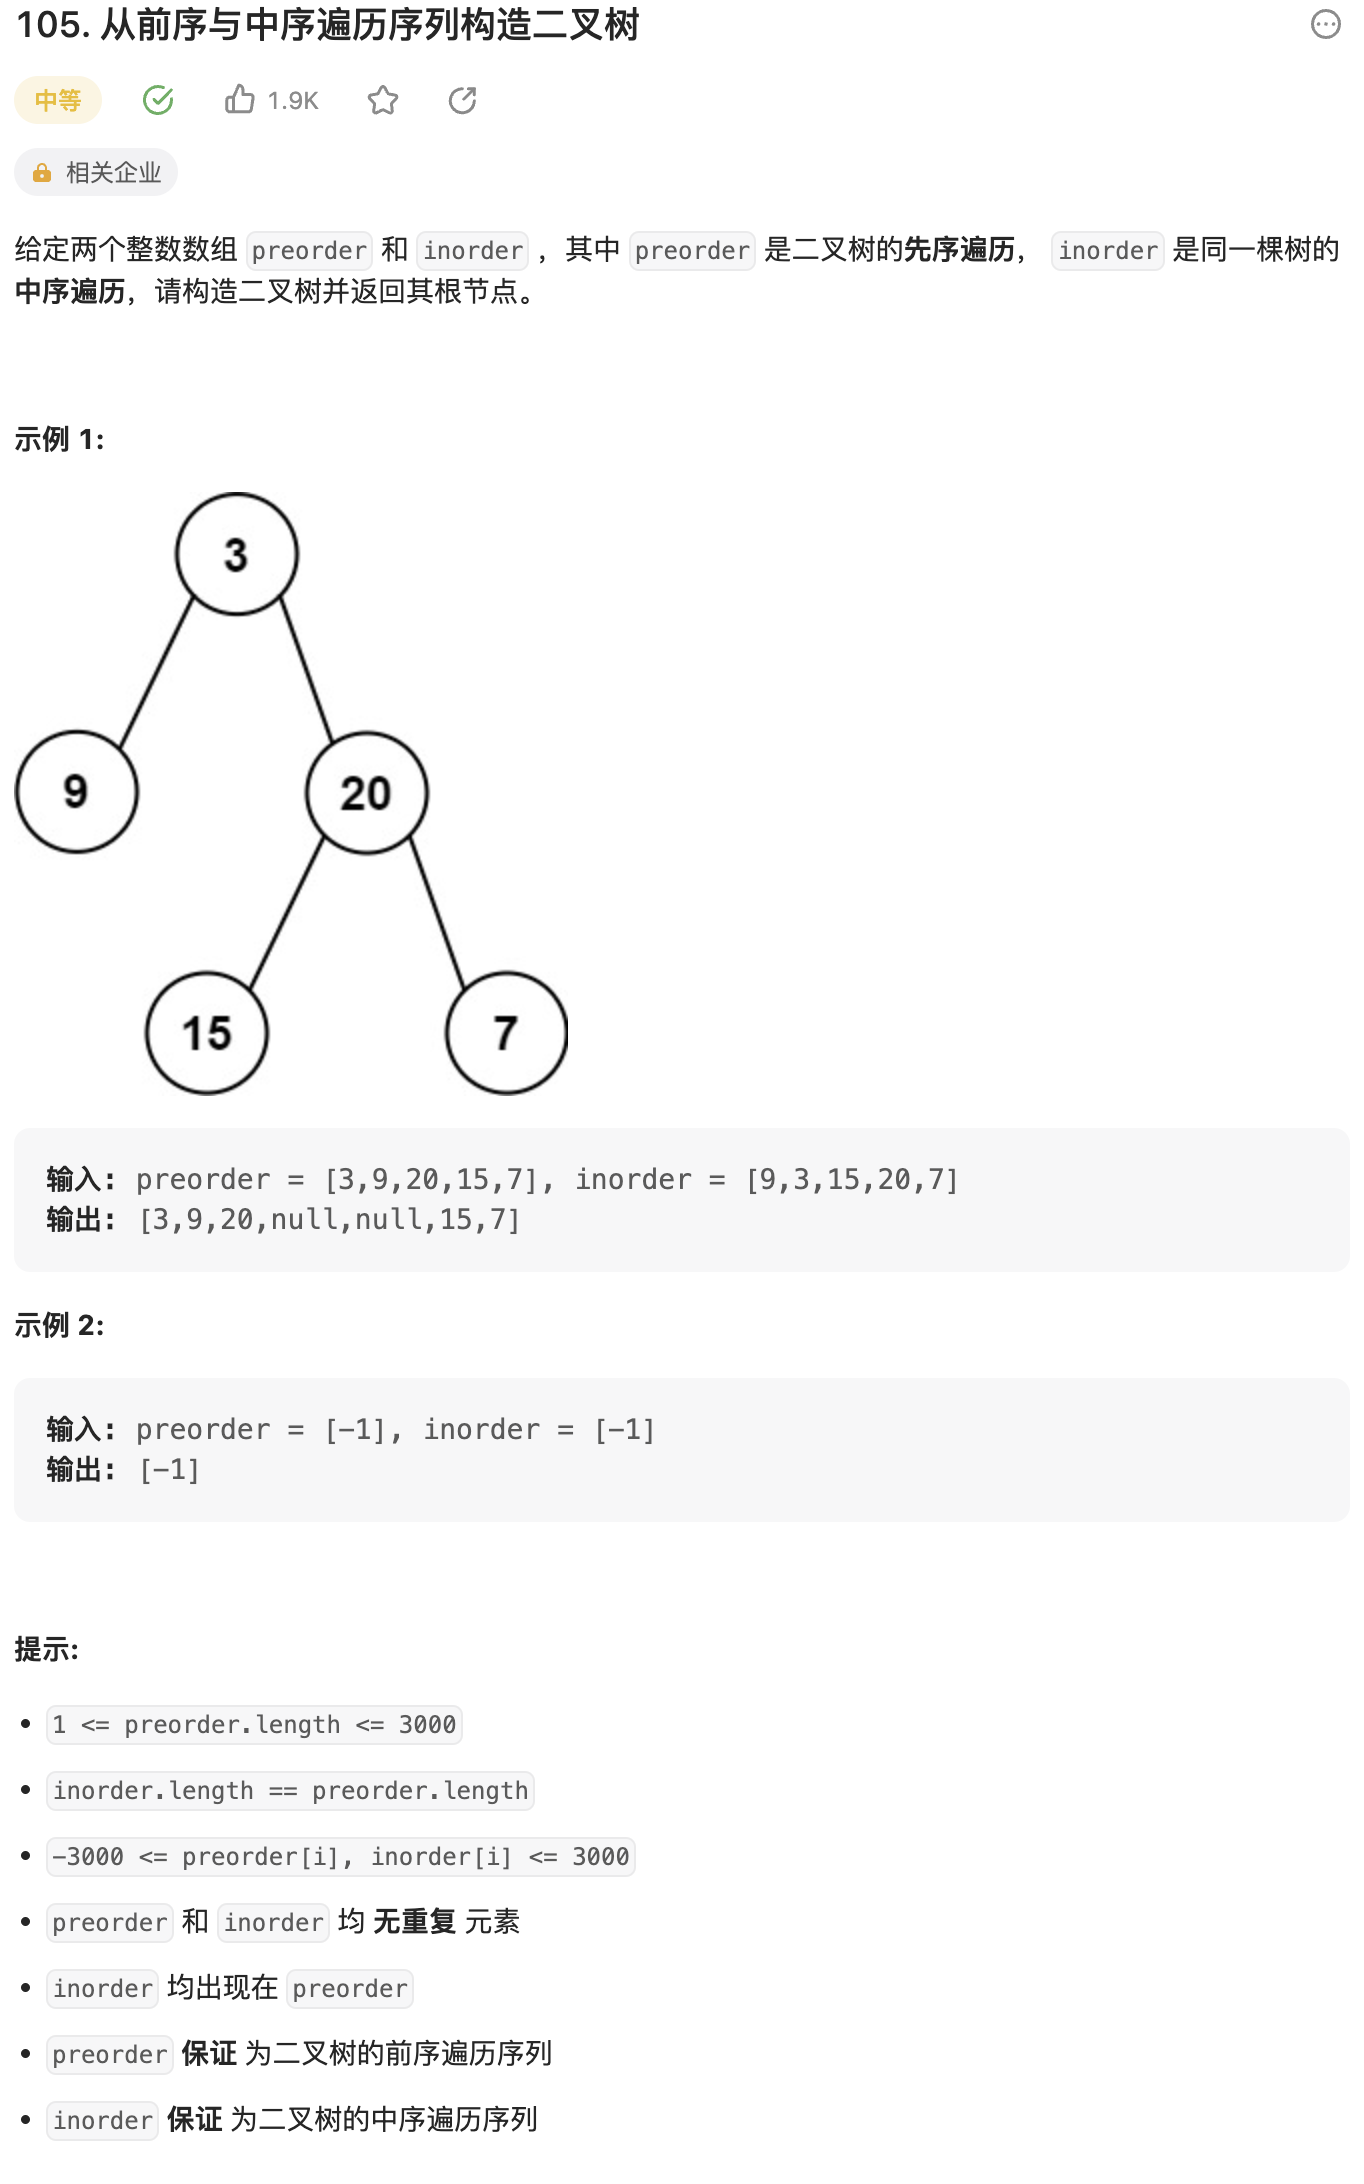 105. 从前序与中序遍历序列构造二叉树
中等 1.9K
相关企业
给定两个整数数组 preorder 和 inorder ，其中 preorder 是二叉树的先序遍历， inorder 是同一棵树的
中序遍历，请构造二叉树并返回其根节点。
示例 1:
3
9 20
15 7
输入: preorder = [3,9,20,15,7], inorder = [9,3,15,20,7]
输出: [3,9,20,null,null,15,7]
示例 2:
输入: preorder = [-1], inorder = [-1]
输出: [-1]
提示:
1 <= preorder.length <= 3000
inorder.length == preorder.length
-3000 <= preorder[i], inorder[i] <= 3000
preorder 和 inorder 均 无重复 元素
inorder 均出现在 preorder
preorder 保证 为二叉树的前序遍历序列
inorder 保证 为二叉树的中序遍历序列